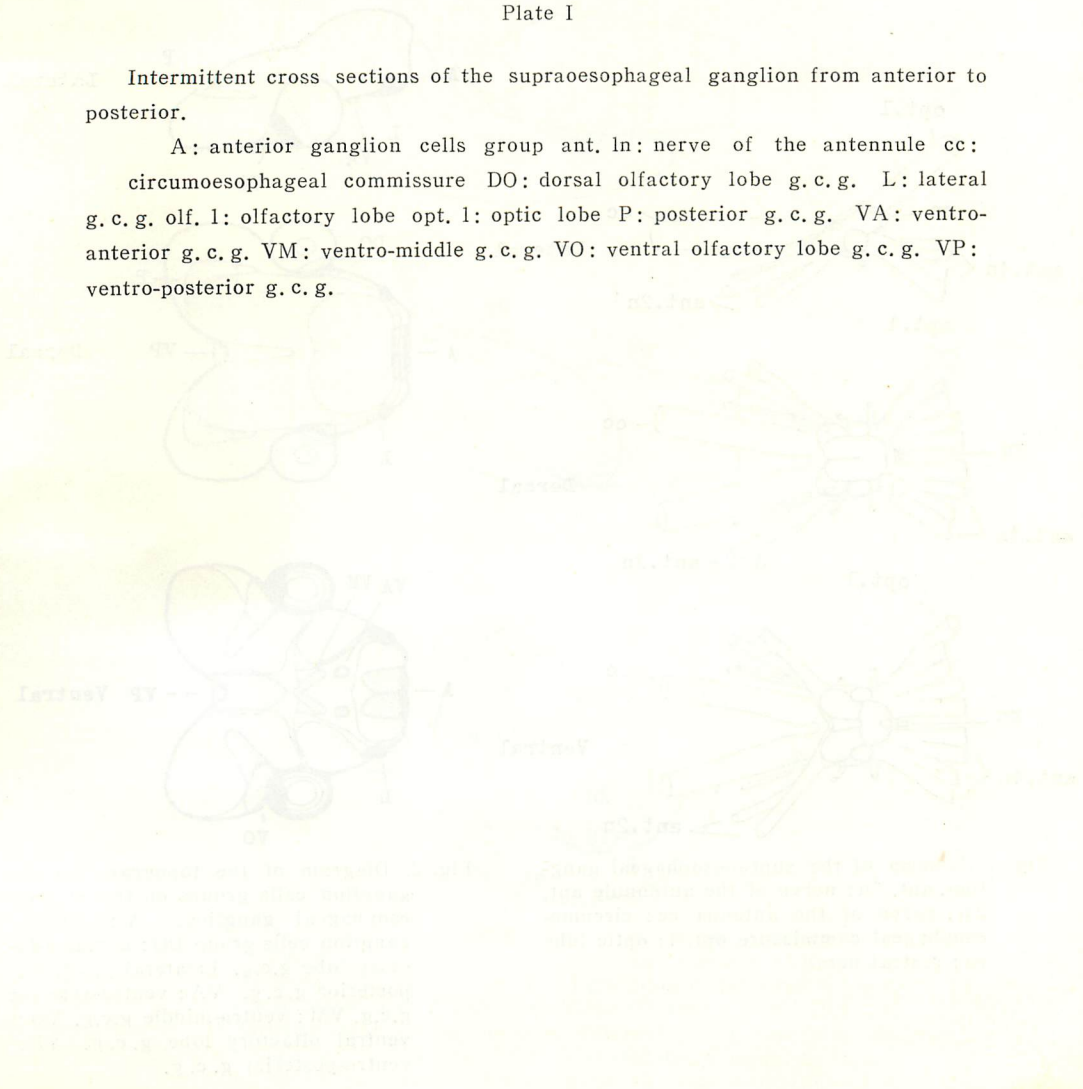 Plate I
Intermittent cross sections of the supraoesophageal ganglion from anterior to
posterior.
A: anterior ganglion cells group ant. ln: nerve of the antennule cc:
circumoesophageal commissure DO: dorsal olfactory lobe g. c. g. L: lateral
g. c. g. olf. l: olfactory lobe opt. l: optic lobe P: posterior g. c. g. VA: ventro-
anterior g. c. g. VM: ventro-middle g. c. g. VO: ventral olfactory lobe g. c. g. VP:
ventro-posterior g. c. g.